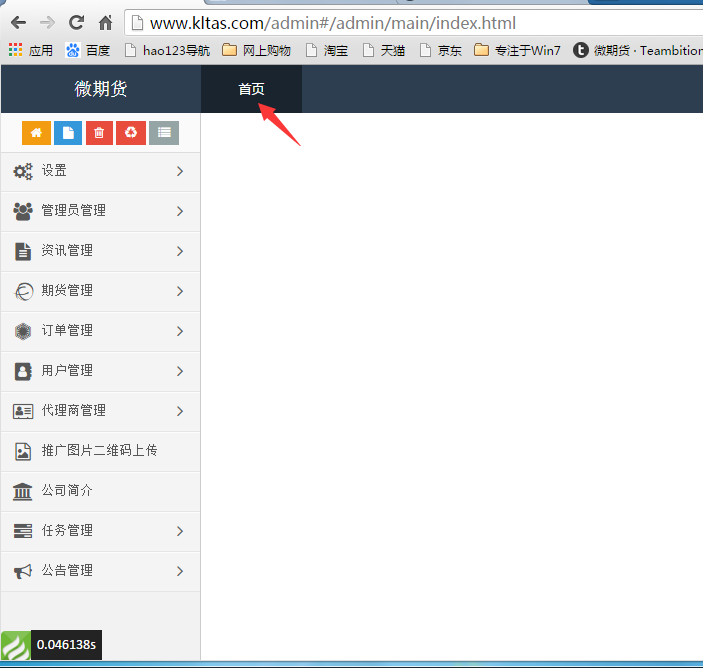 www.kltas.com/admin#/admin/main/index.html
应用 百度 hao123导航 网上购物 淘宝 天猫 京东 专注于Win7 微期货 · Teambition
微期货 首页
设置
管理员管理
资讯管理
期货管理
订单管理
用户管理
代理商管理
推广图片二维码上传
公司简介
任务管理
公告管理
0.046138s